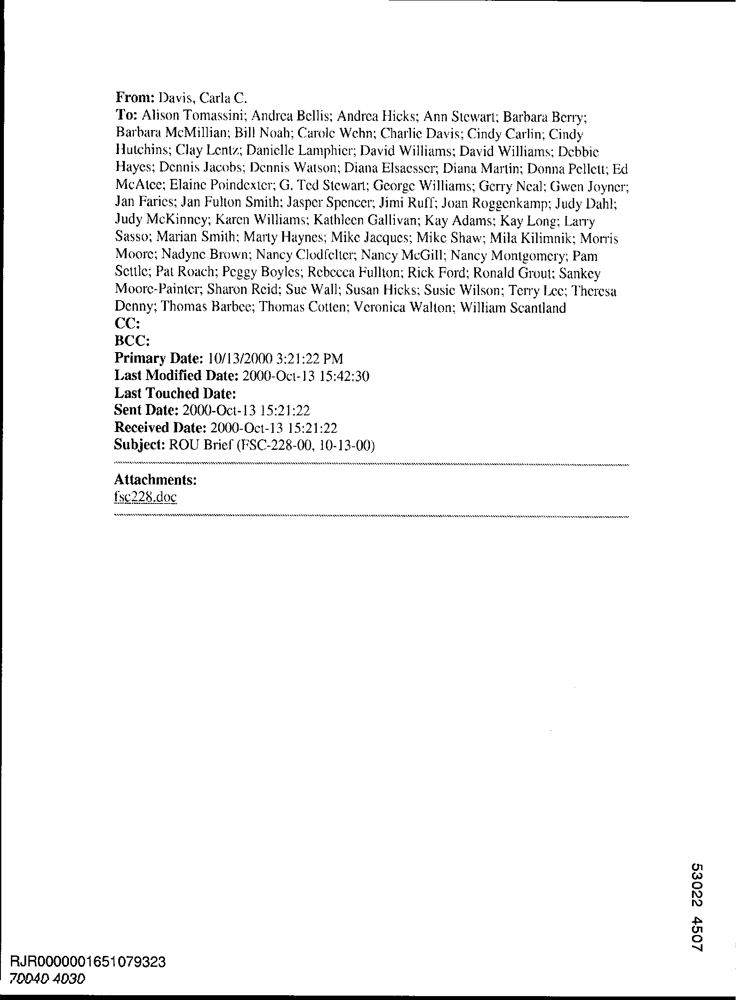 From: Davis, Carla C.
To: Alison Tomassini; Andrea Bellis; Andrea Hicks; Ann Stewart; Barbara Berry;
Barbara McMillian; Bill Noah; Carole Wehn; Charlie Davis; Cindy Carlin; Cindy
Hutchins; Clay Lentz; Danielle Lamphier; David Williams; David Williams; Debbie
Hayes; Dennis Jacobs; Dennis Watson; Diana Elsaesser; Diana Martin; Donna Pellett; Ed
McAtee; Elaine Poindexter; G. Ted Stewart; George Williams; Gerry Neal; Gwen Joyner;
Jan Faries; Jan Fulton Smith; Jasper Spencer; Jimi Ruff; Joan Roggenkamp; Judy Dahl;
Judy McKinney; Karen Williams; Kathleen Gallivan; Kay Adams; Kay Long; Larry
Sasso; Marian Smith; Marty Haynes; Mike Jacques; Mike Shaw; Mila Kilimnik; Morris
Moore; Nadyne Brown; Nancy Clodfelter; Nancy McGill; Nancy Montgomery; Pam
Settle; Pat Roach; Peggy Boyles; Rebecca Fullton; Rick Ford; Ronald Grout; Sankey
Moore-Painter; Sharon Reid; Sue Wall; Susan Hicks; Susie Wilson; Terry Lee; Theresa
Denny; Thomas Barbee; Thomas Cotten; Veronica Walton; William Scantland
CC:
BCC:
Primary Date: 10/13/2000 3:21:22 PM
Last Modified Date: 2000-Oct-13 15:42:30
Last Touched Date:
Sent Date: 2000-Oct-13 15:21:22
Received Date: 2000-Oct-13 15:21:22
Subject: ROU Brief (FSC-228-00, 10-13-00)
Attachments:
fsc228.doc
53022 4507
RJR0000001651079323
70040 4030